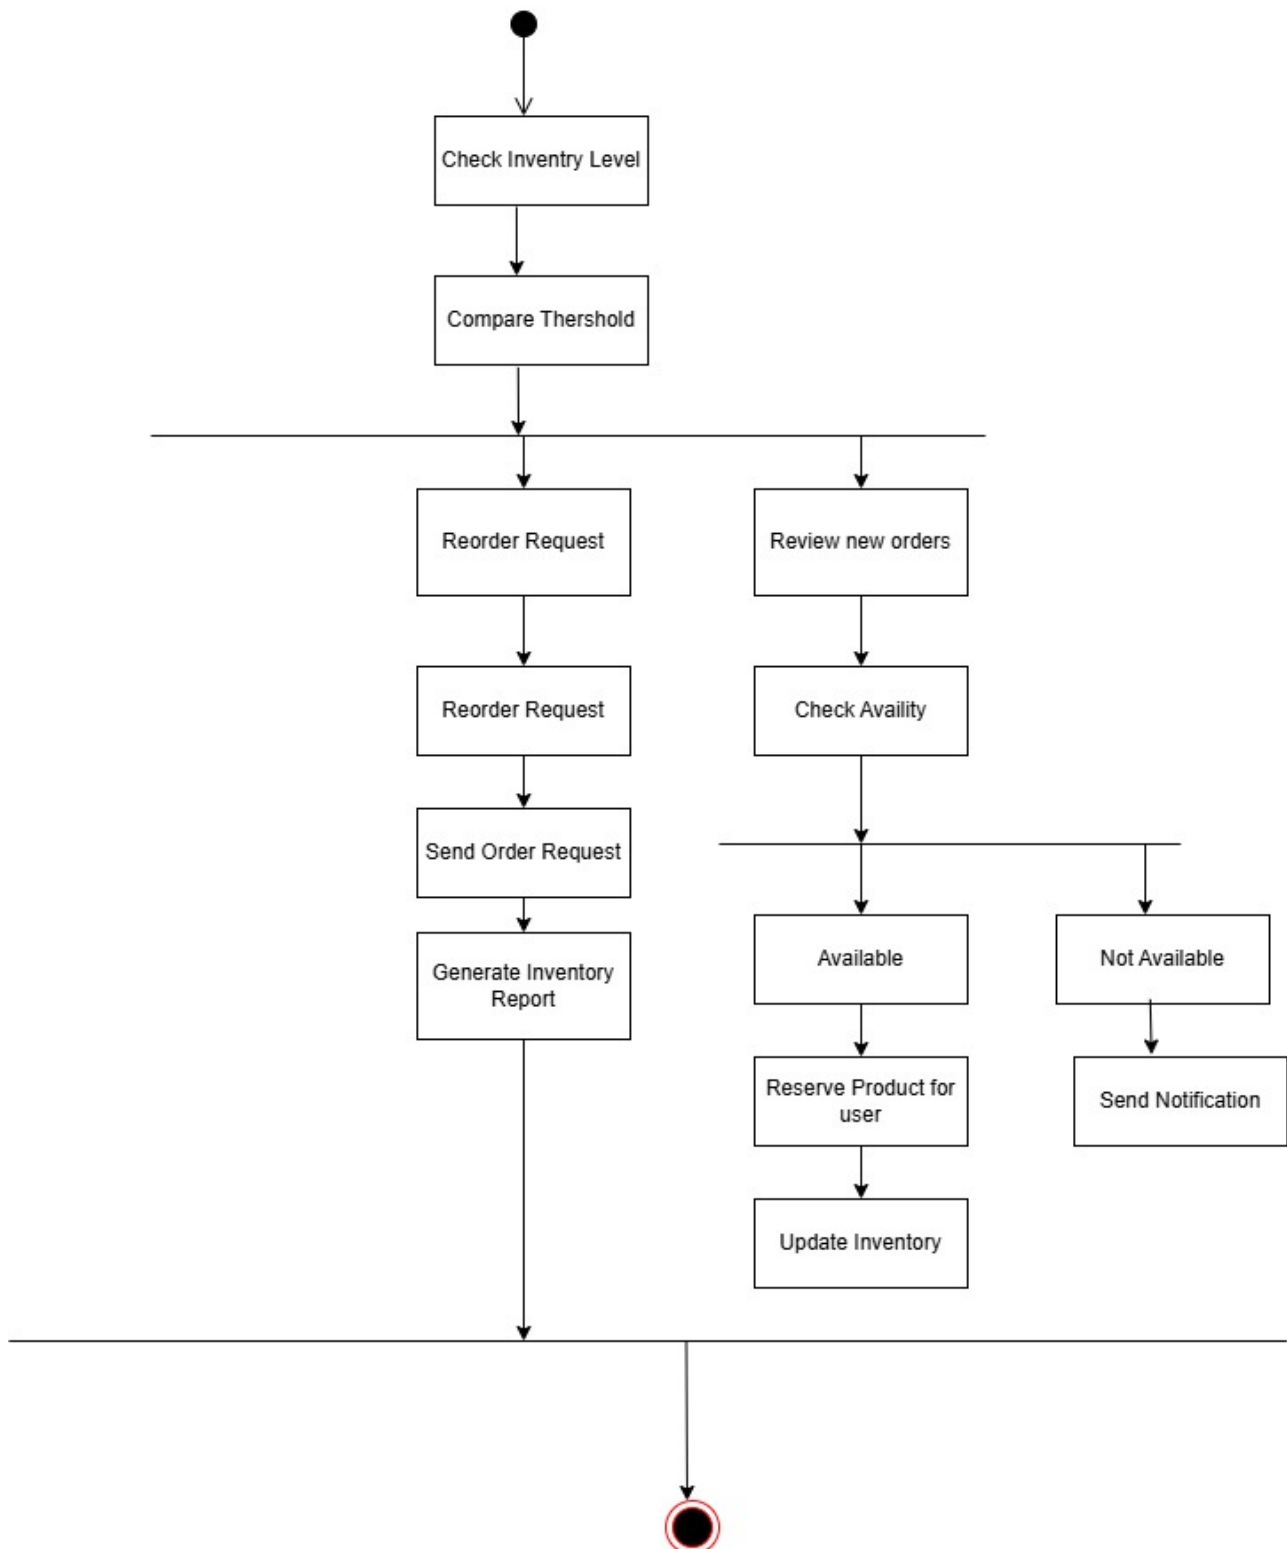 Check Inventry Level
Compare Thershold
Reorder Request
Review new orders
Reorder Request
Check Availity
Send Order Request
Available
Not Available
Generate Inventory
Report
Reserve Product for
user
Send Notification
Update Inventory